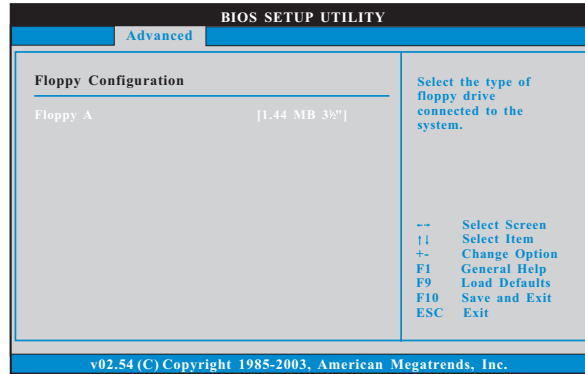 BIOS SETUP UTILITY
Advanced
Floppy Configuration
Floppy A [1.44 MB 3½"]
Select the type of
floppy drive
connected to the
system.
←→ Select Screen
↑↓ Select Item
+- Change Option
F1 General Help
F9 Load Defaults
F10 Save and Exit
ESC Exit
v02.54 (C) Copyright 1985-2003, American Megatrends, Inc.